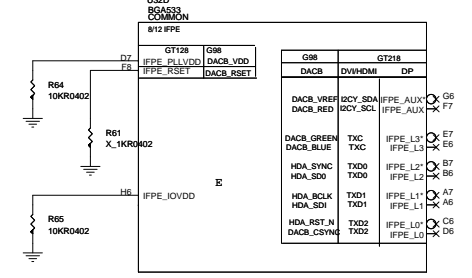 U32D
BGA533
COMMON
8/12 IFPE
GT128 G98
D7 IFPE_PLLVDD DACB_VDD
F8 IFPE_RSET DACB_RSET
R64
10KR0402
R61
X_1KR0402
H6 IFPE_IOVDD
R65
10KR0402
E
G98 GT218
DACB DVI/HDMI DP
DACB_VREF I2CY_SDA IFPE_AUX* G6
DACB_RED I2CY_SCL IFPE_AUX F7
DACB_GREEN TXC IFPE_L3* E7
DACB_BLUE TXC IFPE_L3 E6
HDA_SYNC TXD0 IFPE_L2* B7
HDA_SD0 TXD0 IFPE_L2 B6
HDA_BCLK TXD1 IFPE_L1* A7
HDA_SDI TXD1 IFPE_L1 A6
HDA_RST_N TXD2 IFPE_L0* C6
DACB_CSYNC TXD2 IFPE_L0 D6